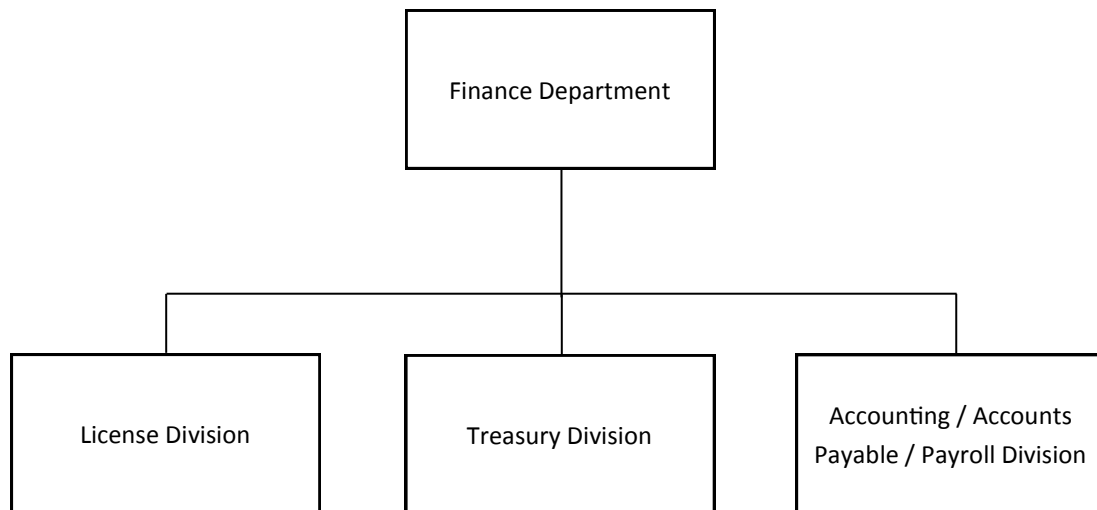 Finance Department
License Division
Treasury Division
Accounting / Accounts
Payable / Payroll Division